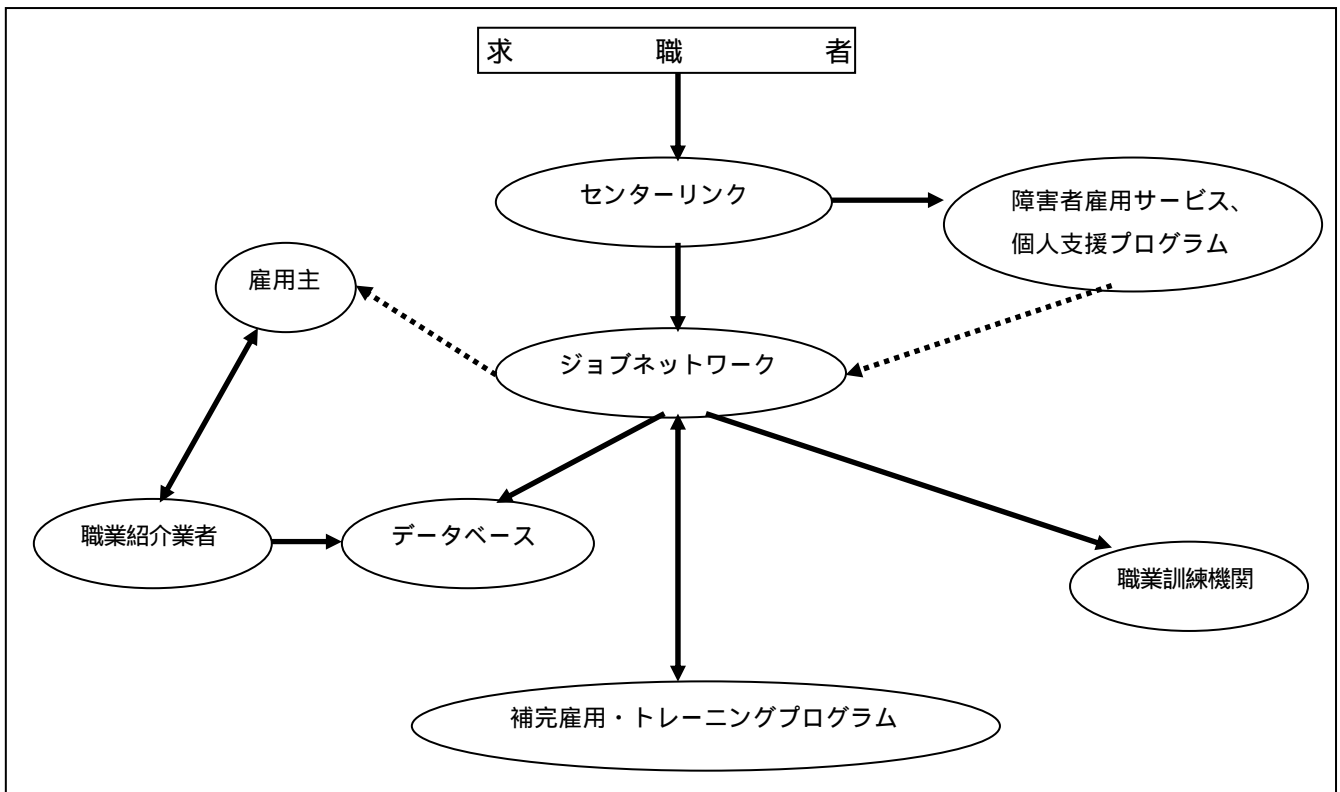 求 職 者
センターリンク
障害者雇用サービス、
個人支援プログラム
雇用主
ジョブネットワーク
職業紹介業者
データベース
職業訓練機関
補完雇用・トレーニングプログラム